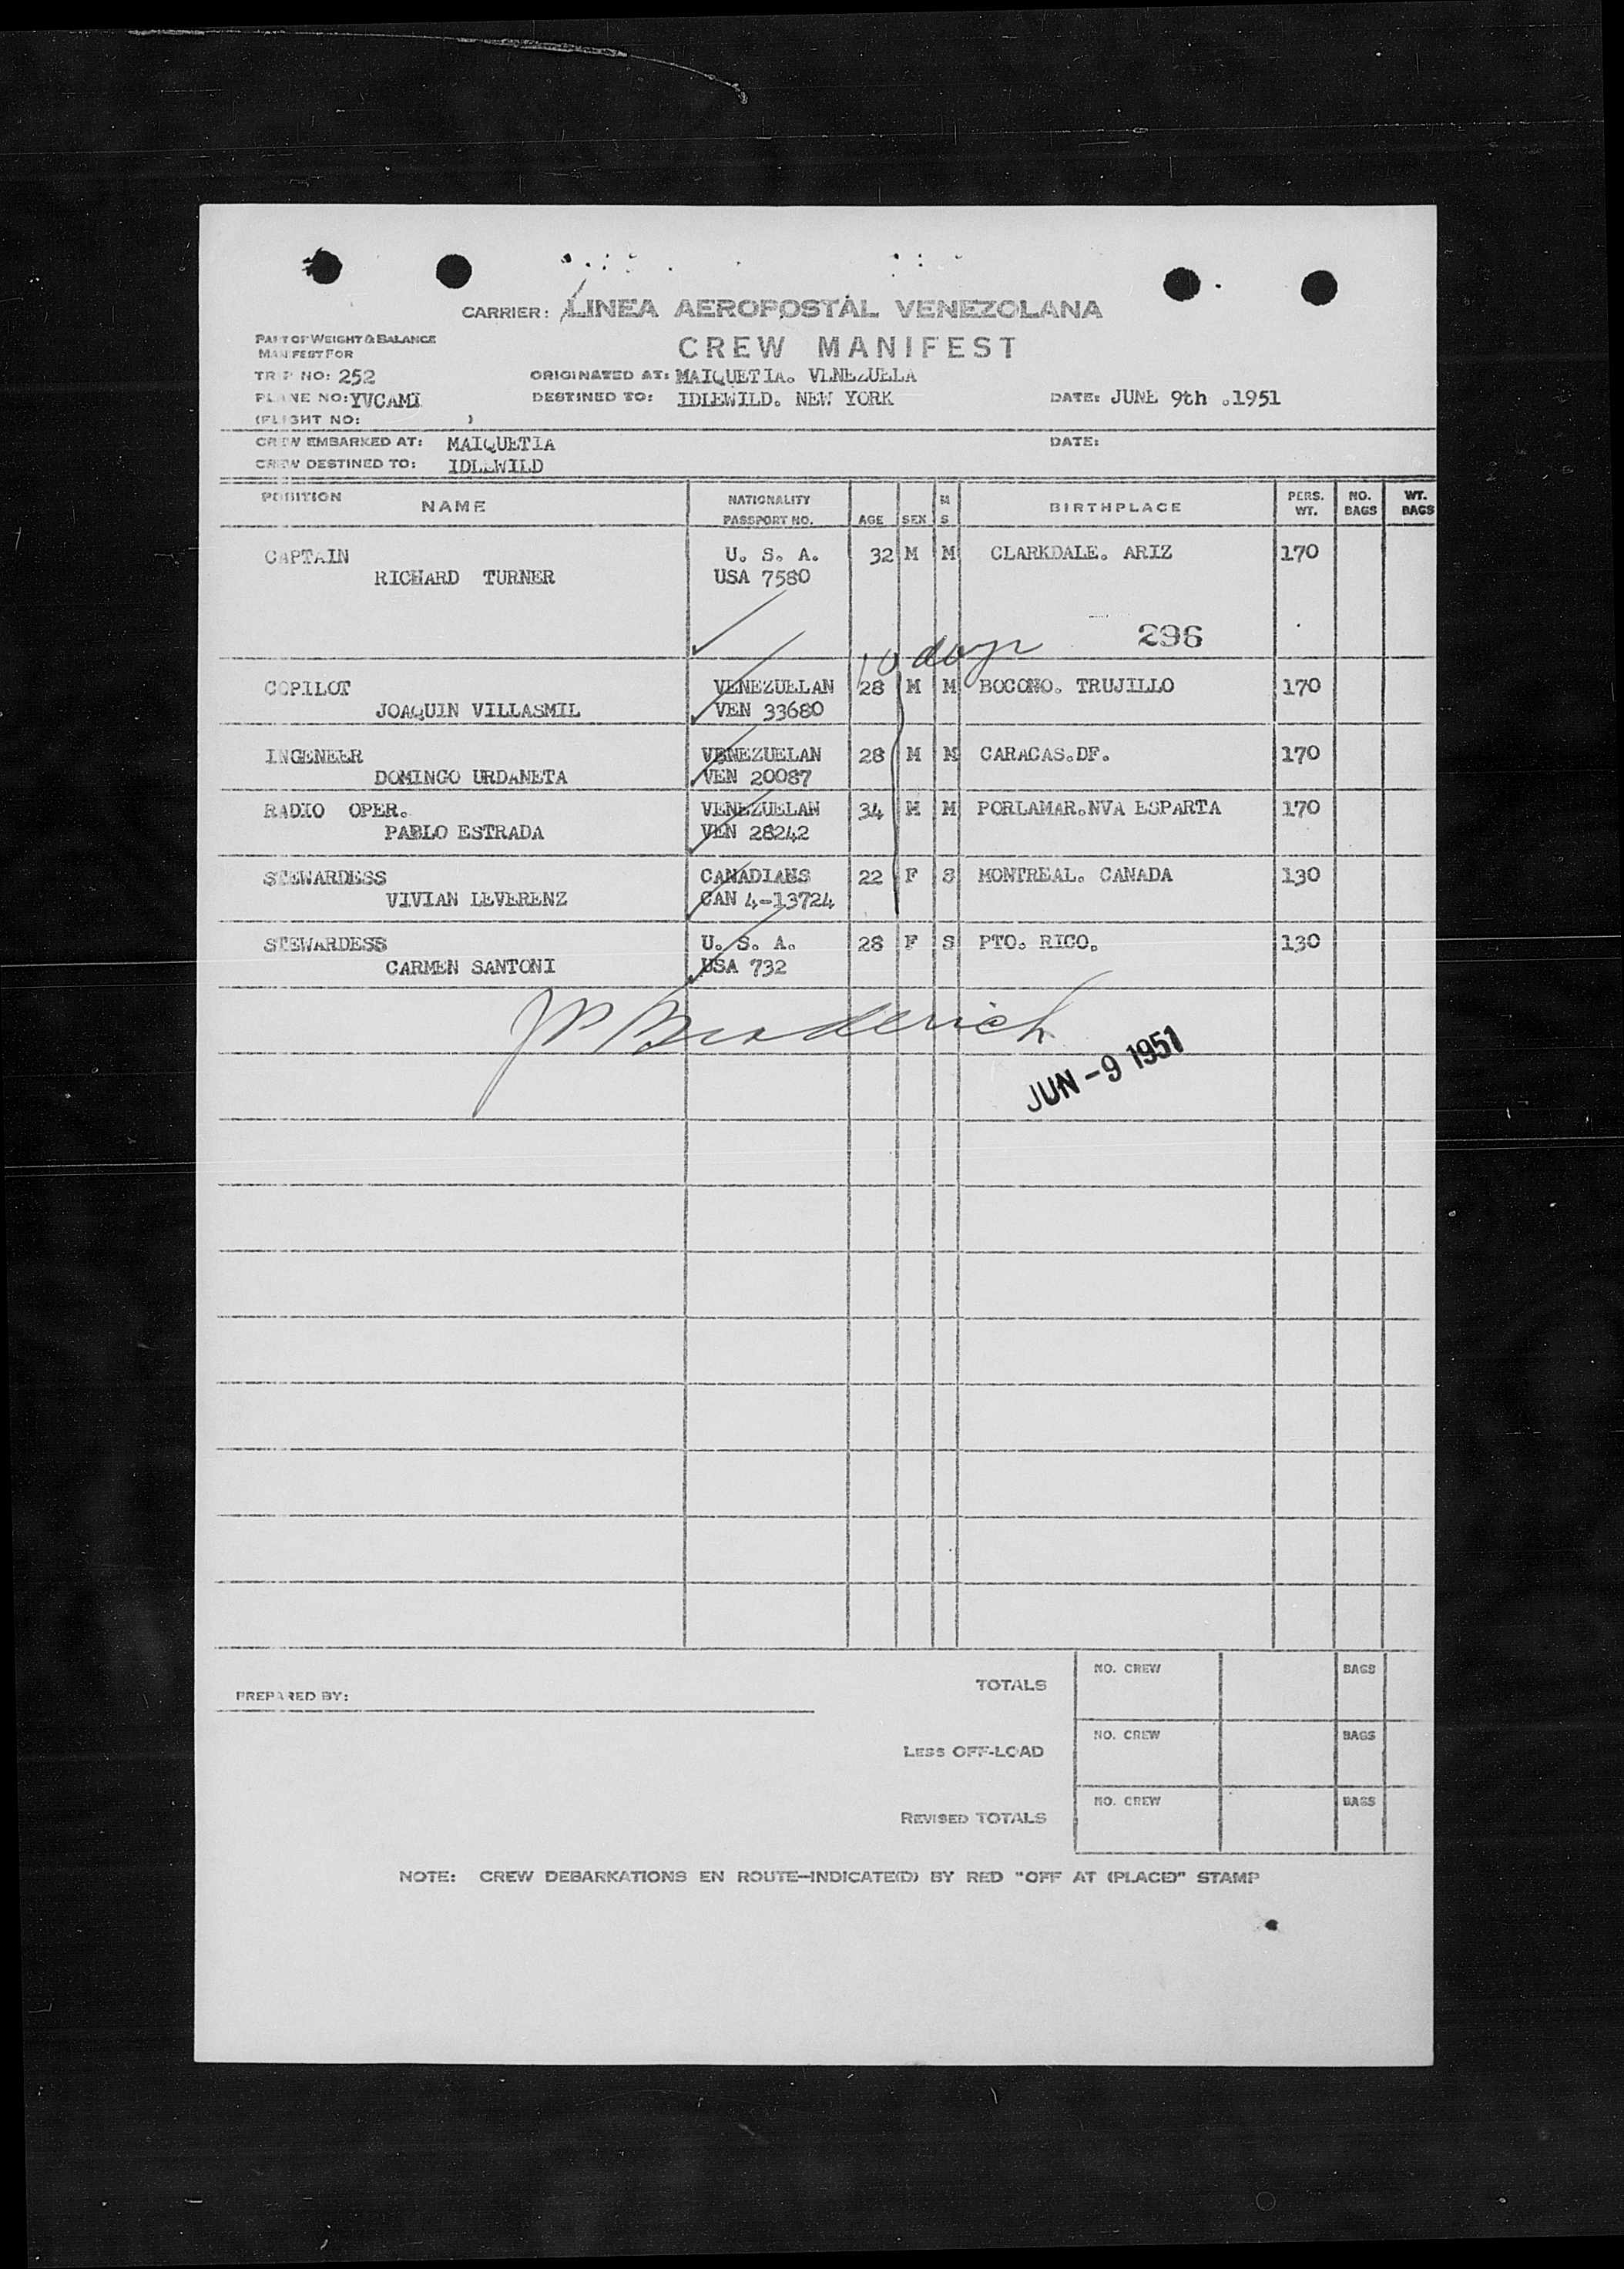 CARRIER: LINEA AEROPOSTAL VENEZOLANA
PART OF WEIGHT & BALANCE
MANIFEST FOR
CREW MANIFEST
TRIP NO: 252 ORIGINATED AT: MAIQUETIA. VENEZUELA
PLANE NO: YVCAMI DESTINED TO: IDLEWILD. NEW YORK DATE: JUNE 9th .1951
(FLIGHT NO: )
CREW EMBARKED AT: MAIQUETIA DATE:
CREW DESTINED TO: IDLEWILD
POSITION NAME NATIONALITY PASSPORT NO. AGE SEX M S BIRTHPLACE PERS. WT. NO. BAGS WT. BAGS
CAPTAIN U. S. A. 32 M M CLARKDALE. ARIZ 170
RICHARD TURNER USA 7580
10 days 296
COPILOT VENEZUELAN 28 M M BOCONO. TRUJILLO 170
JOAQUIN VILLASMIL VEN 33680
INGENEER VENEZUELAN 28 M M CARACAS.DF. 170
DOMINGO URDANETA VEN 20087
RADIO OPER. VENEZUELAN 34 M M PORLAMAR.NVA ESPARTA 170
PABLO ESTRADA VEN 28242
STEWARDESS CANADIANS 22 F S MONTREAL. CANADA 130
VIVIAN LEVERENZ CAN 4-13724
STEWARDESS U. S. A. 28 F S PTO. RICO. 130
CARMEN SANTONI USA 732
JP Broderick
JUN -9 1951
TOTALS NO. CREW BAGS
PREPARED BY:
LESS OFF-LOAD NO. CREW BAGS
REVISED TOTALS NO. CREW BAGS
NOTE: CREW DEBARKATIONS EN ROUTE—INDICATE(D) BY RED "OFF AT (PLACE)" STAMP